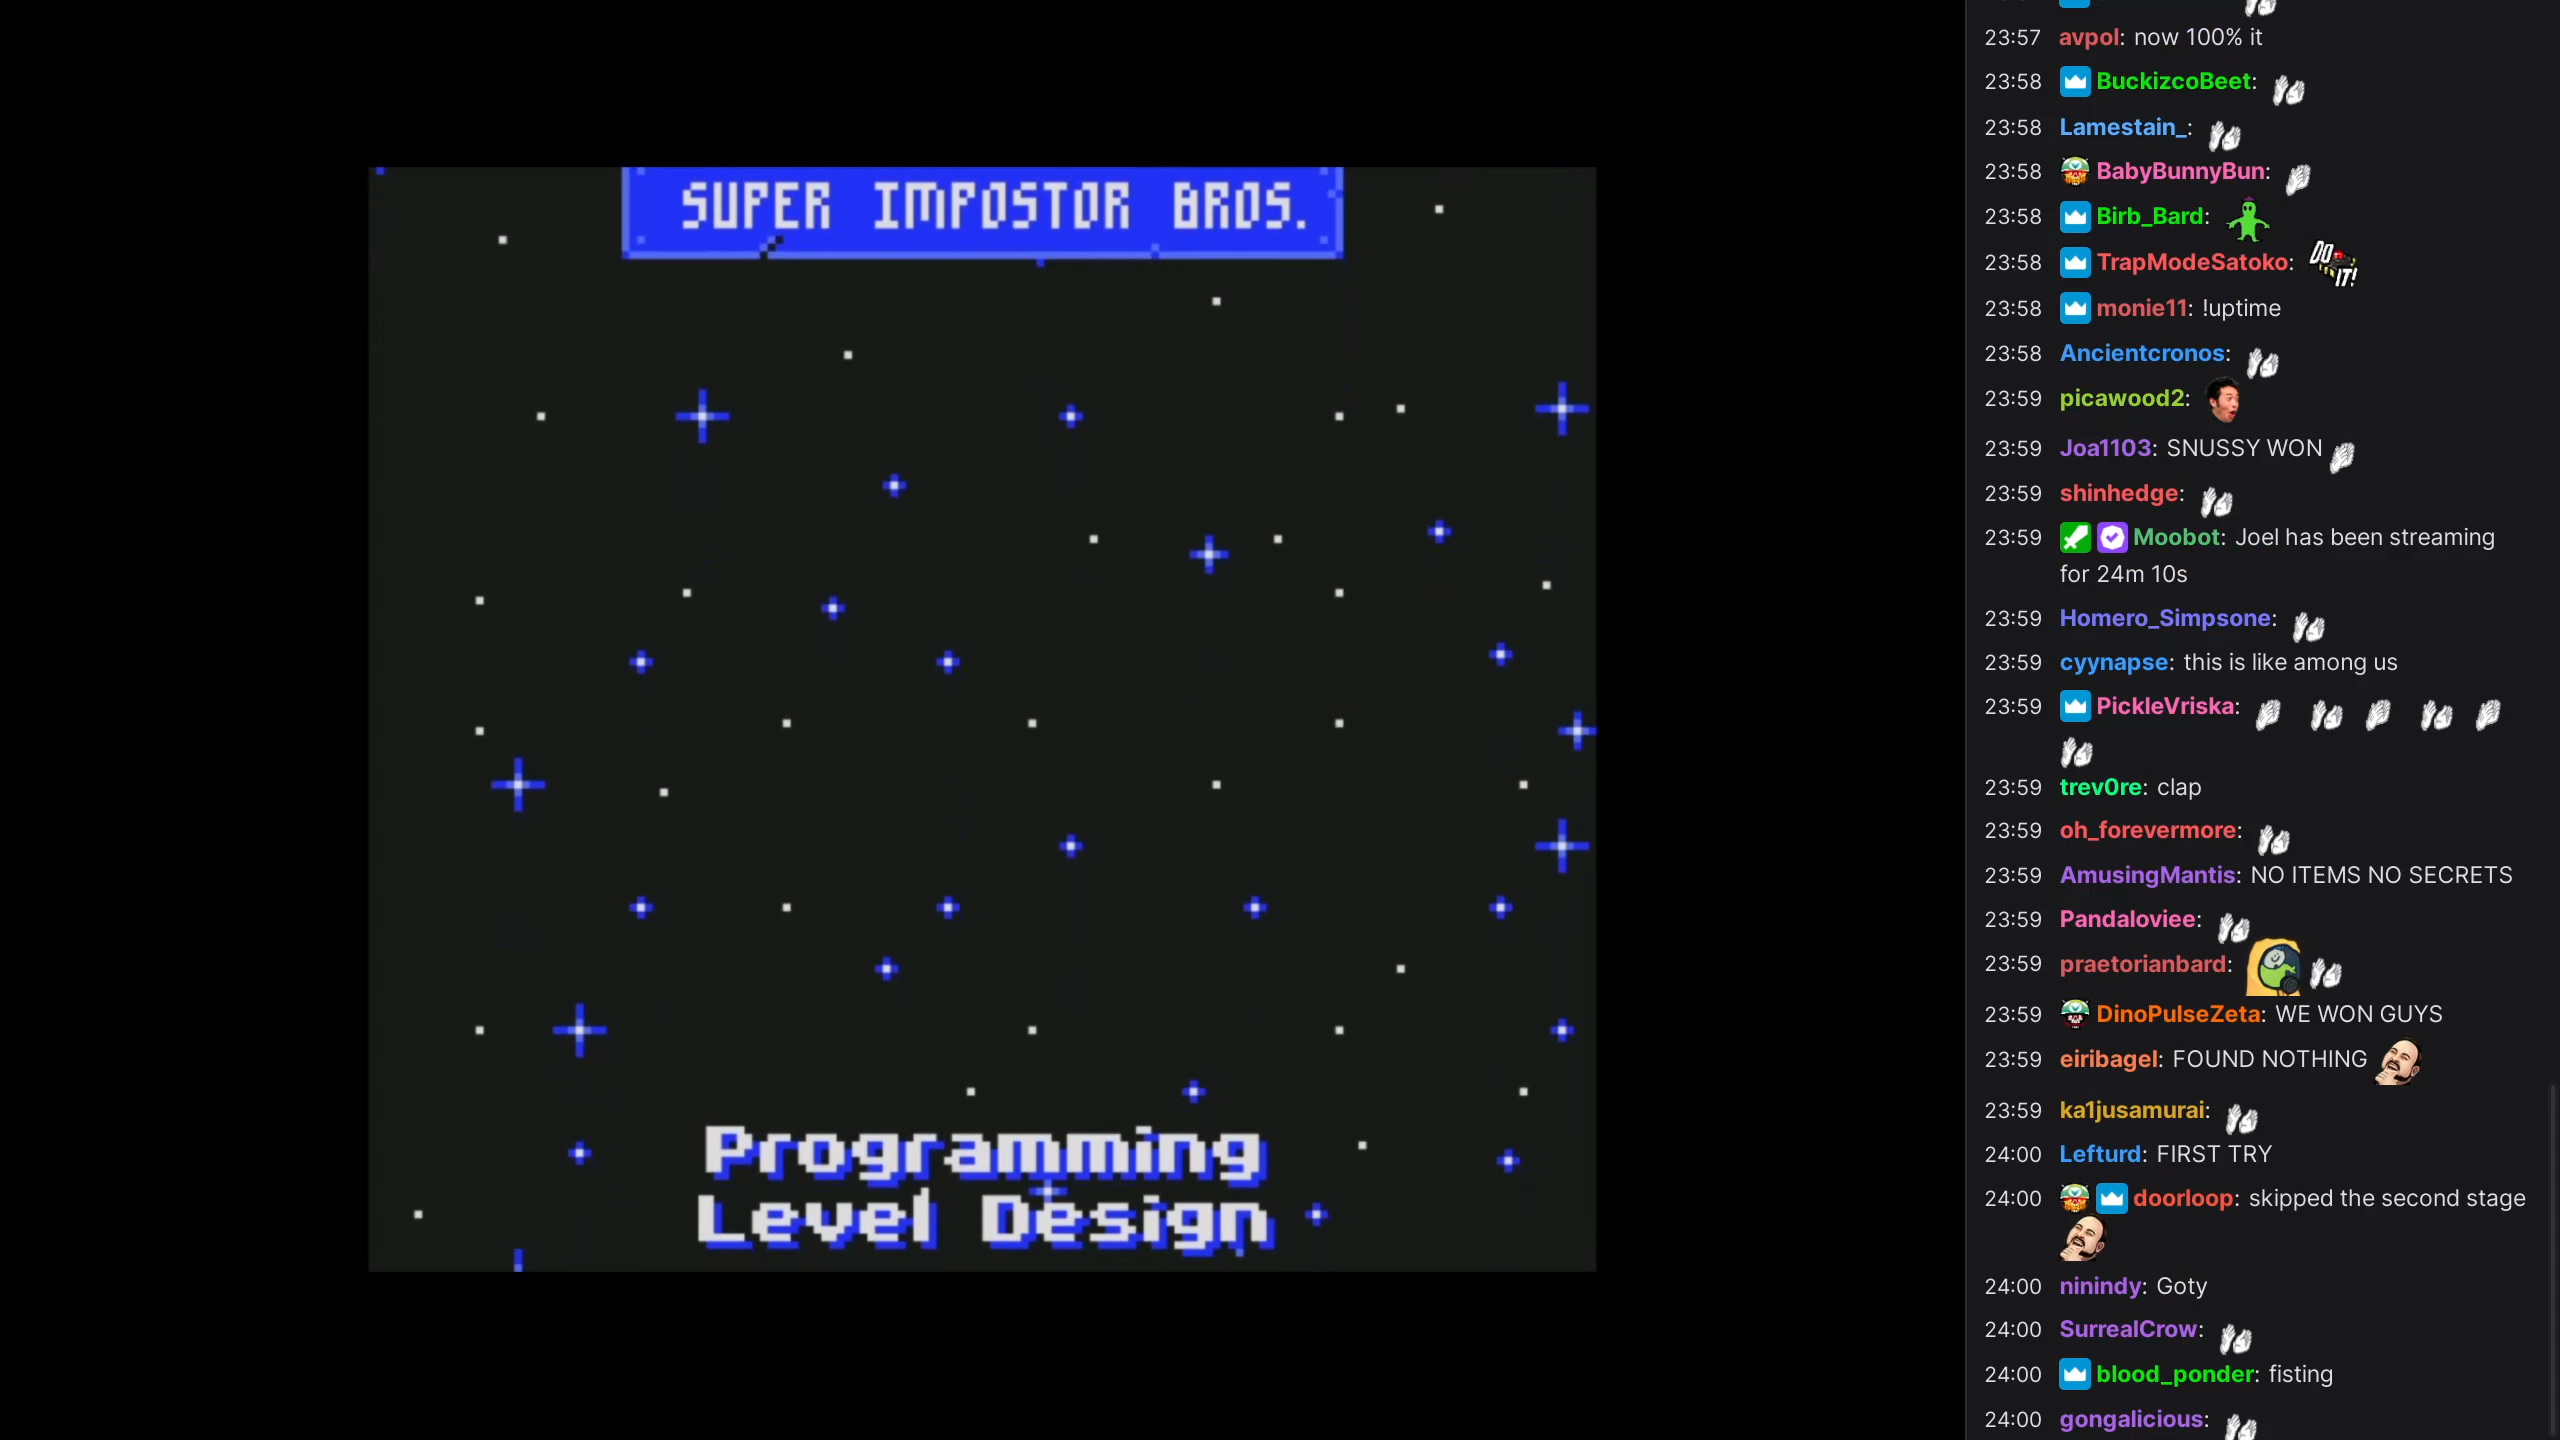 SUPER IMPOSTOR BROS.
Programming
Level Design
23:57 avpol: now 100% it
23:58 BuckizcoBeet:
23:58 Lamestain_:
23:58 BabyBunnyBun:
23:58 Birb_Bard:
23:58 TrapModeSatoko: DO IT!
23:58 monie11: !uptime
23:58 Ancientcronos:
23:59 picawood2:
23:59 Joa1103: SNUSSY WON
23:59 shinhedge:
23:59 Moobot: Joel has been streaming
for 24m 10s
23:59 Homero_Simpsone:
23:59 cyynapse: this is like among us
23:59 PickleVriska:
23:59 trev0re: clap
23:59 oh_forevermore:
23:59 AmusingMantis: NO ITEMS NO SECRETS
23:59 Pandaloviee:
23:59 praetorianbard:
23:59 DinoPulseZeta: WE WON GUYS
23:59 eiribagel: FOUND NOTHING
23:59 ka1jusamurai:
24:00 Lefturd: FIRST TRY
24:00 doorloop: skipped the second stage
24:00 ninindy: Goty
24:00 SurrealCrow:
24:00 blood_ponder: fisting
24:00 gongalicious: